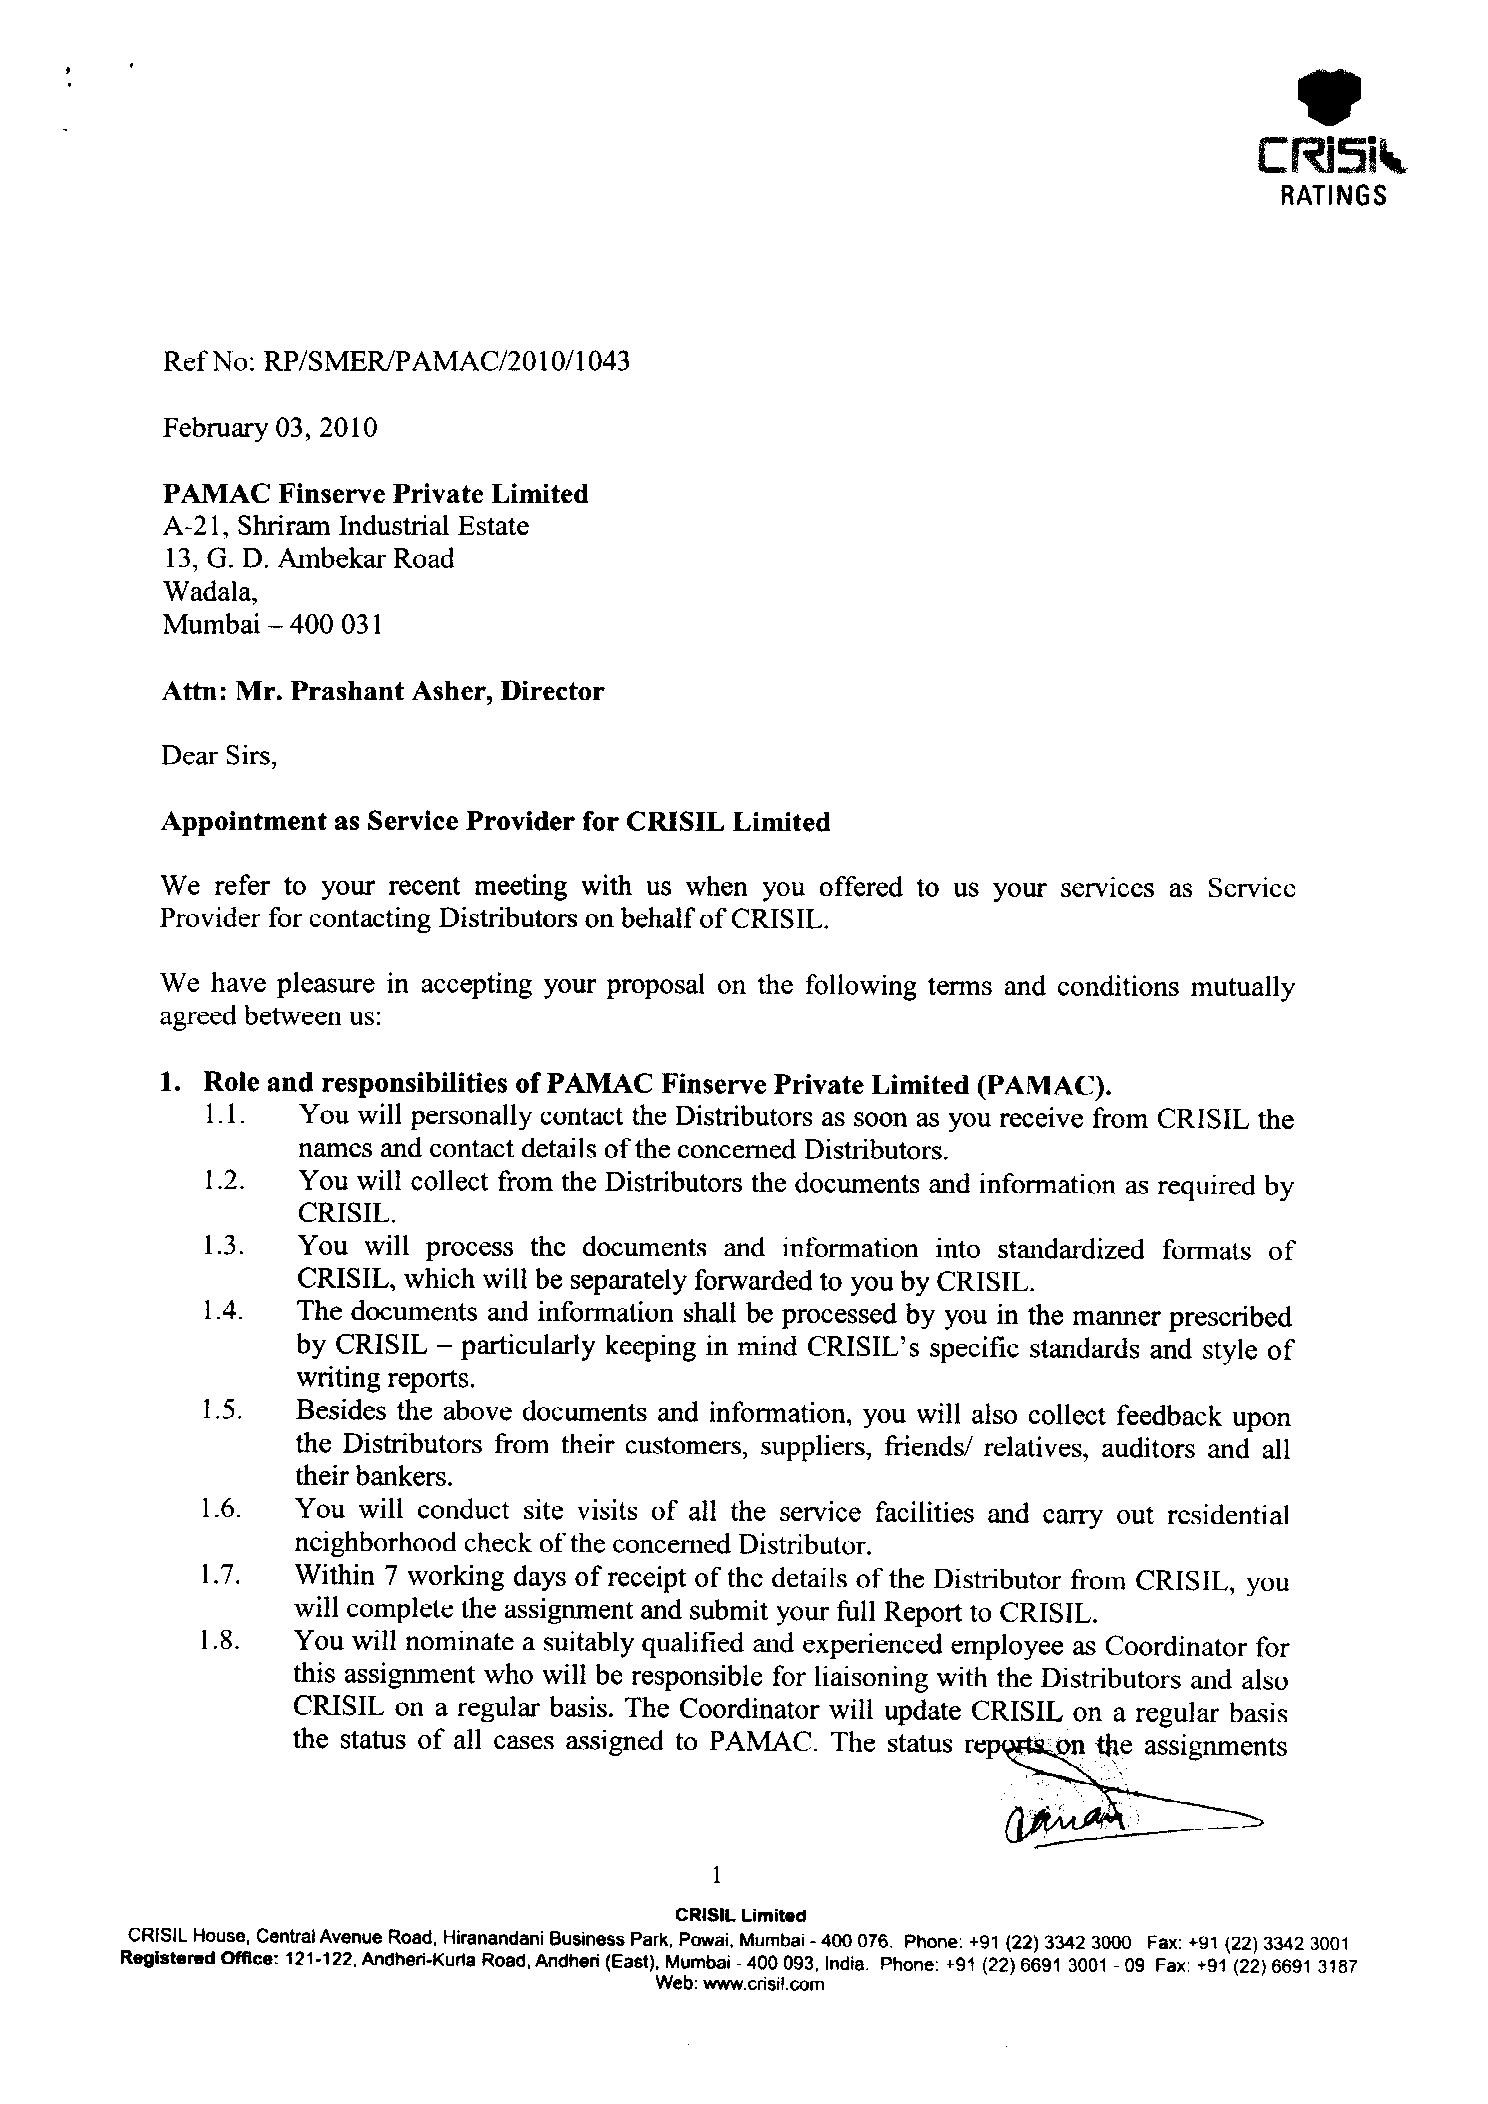 CRISIL
RATINGS
Ref No: RP/SMER/PAMAC/2010/1043
February 03, 2010
PAMAC Finserve Private Limited
A-21, Shriram Industrial Estate
13, G. D. Ambekar Road
Wadala,
Mumbai – 400 031
Attn: Mr. Prashant Asher, Director
Dear Sirs,
Appointment as Service Provider for CRISIL Limited
We refer to your recent meeting with us when you offered to us your services as Service
Provider for contacting Distributors on behalf of CRISIL.
We have pleasure in accepting your proposal on the following terms and conditions mutually
agreed between us:
1. Role and responsibilities of PAMAC Finserve Private Limited (PAMAC).
1.1. You will personally contact the Distributors as soon as you receive from CRISIL the
names and contact details of the concerned Distributors.
1.2. You will collect from the Distributors the documents and information as required by
CRISIL.
1.3. You will process the documents and information into standardized formats of
CRISIL, which will be separately forwarded to you by CRISIL.
1.4. The documents and information shall be processed by you in the manner prescribed
by CRISIL – particularly keeping in mind CRISIL's specific standards and style of
writing reports.
1.5. Besides the above documents and information, you will also collect feedback upon
the Distributors from their customers, suppliers, friends/ relatives, auditors and all
their bankers.
1.6. You will conduct site visits of all the service facilities and carry out residential
neighborhood check of the concerned Distributor.
1.7. Within 7 working days of receipt of the details of the Distributor from CRISIL, you
will complete the assignment and submit your full Report to CRISIL.
1.8. You will nominate a suitably qualified and experienced employee as Coordinator for
this assignment who will be responsible for liaisoning with the Distributors and also
CRISIL on a regular basis. The Coordinator will update CRISIL on a regular basis
the status of all cases assigned to PAMAC. The status reports on the assignments
1
CRISIL Limited
CRISIL House, Central Avenue Road, Hiranandani Business Park, Powai, Mumbai - 400 076. Phone: +91 (22) 3342 3000 Fax: +91 (22) 3342 3001
Registered Office: 121-122, Andheri-Kurla Road, Andheri (East), Mumbai - 400 093, India. Phone: +91 (22) 6691 3001 - 09 Fax: +91 (22) 6691 3187
Web: www.crisil.com